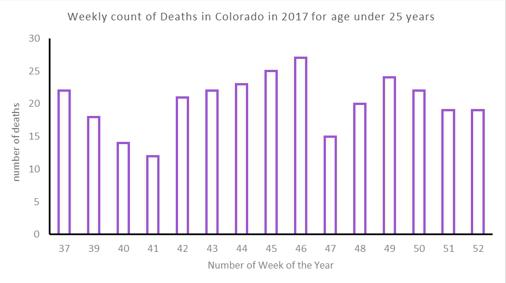 Weekly count of Deaths in Colorado in 2017 for age under 25 years
number of deaths
30
25
20
15
10
5
0
37 39 40 41 42 43 44 45 46 47 48 49 50 51 52
Number of Week of the Year